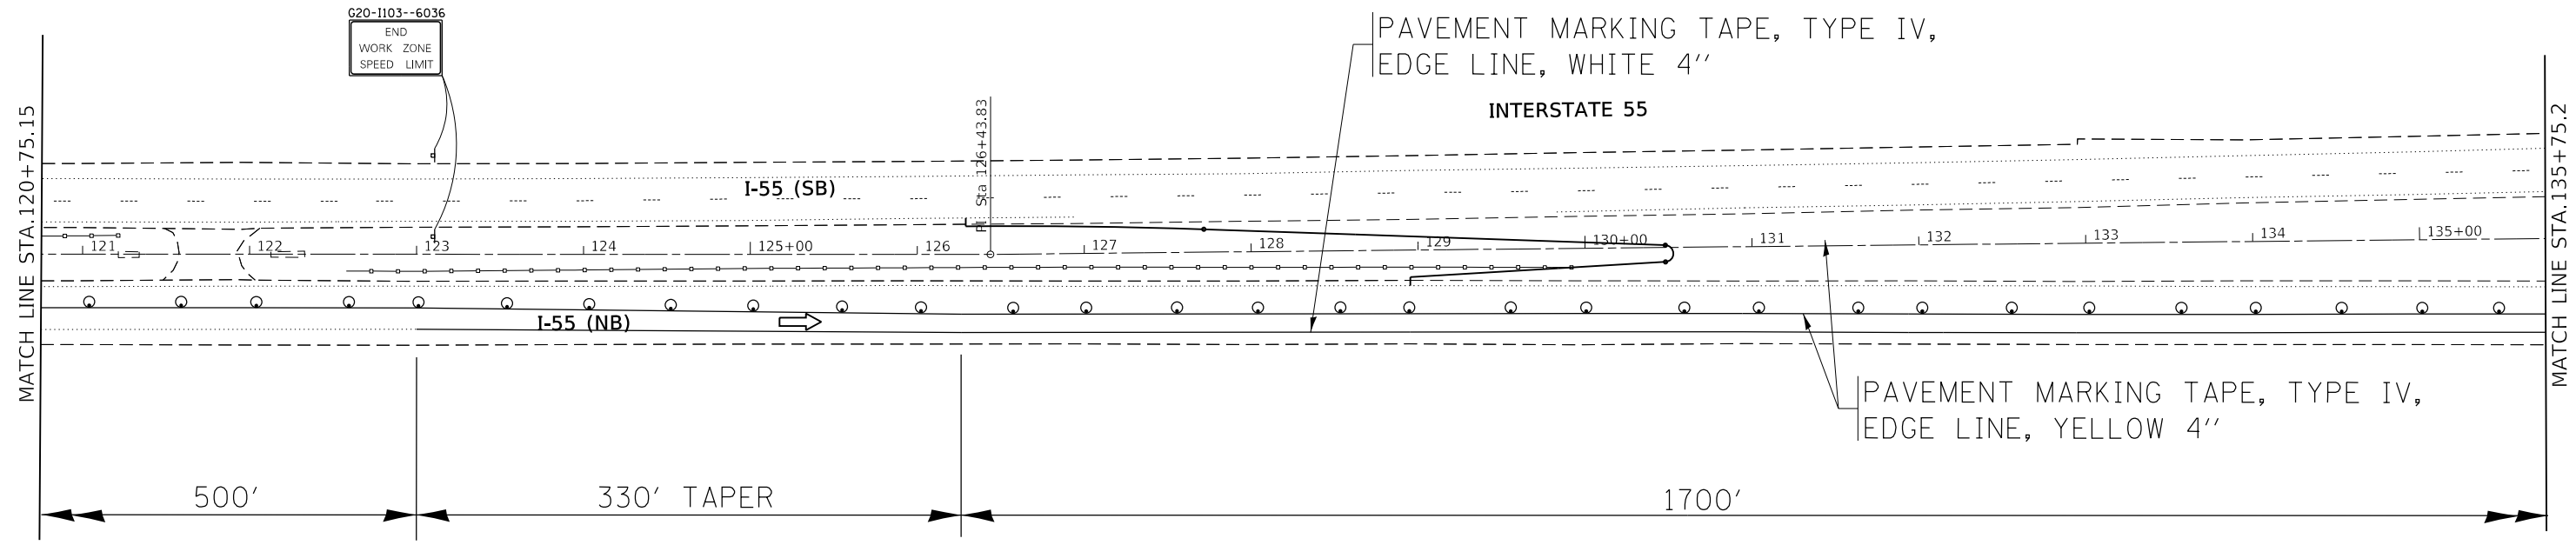 G20-I103--6036
END
WORK ZONE
SPEED LIMIT
PAVEMENT MARKING TAPE, TYPE IV,
EDGE LINE, WHITE 4''
INTERSTATE 55
MATCH LINE STA.120+75.15
PI Sta 126+43.83
MATCH LINE STA.135+75.2
I-55 (SB)
121 122 123 124 125+00 126 127 128 129 130+00 131 132 133 134 135+00
I-55 (NB)
PAVEMENT MARKING TAPE, TYPE IV,
EDGE LINE, YELLOW 4''
500' 330' TAPER 1700'